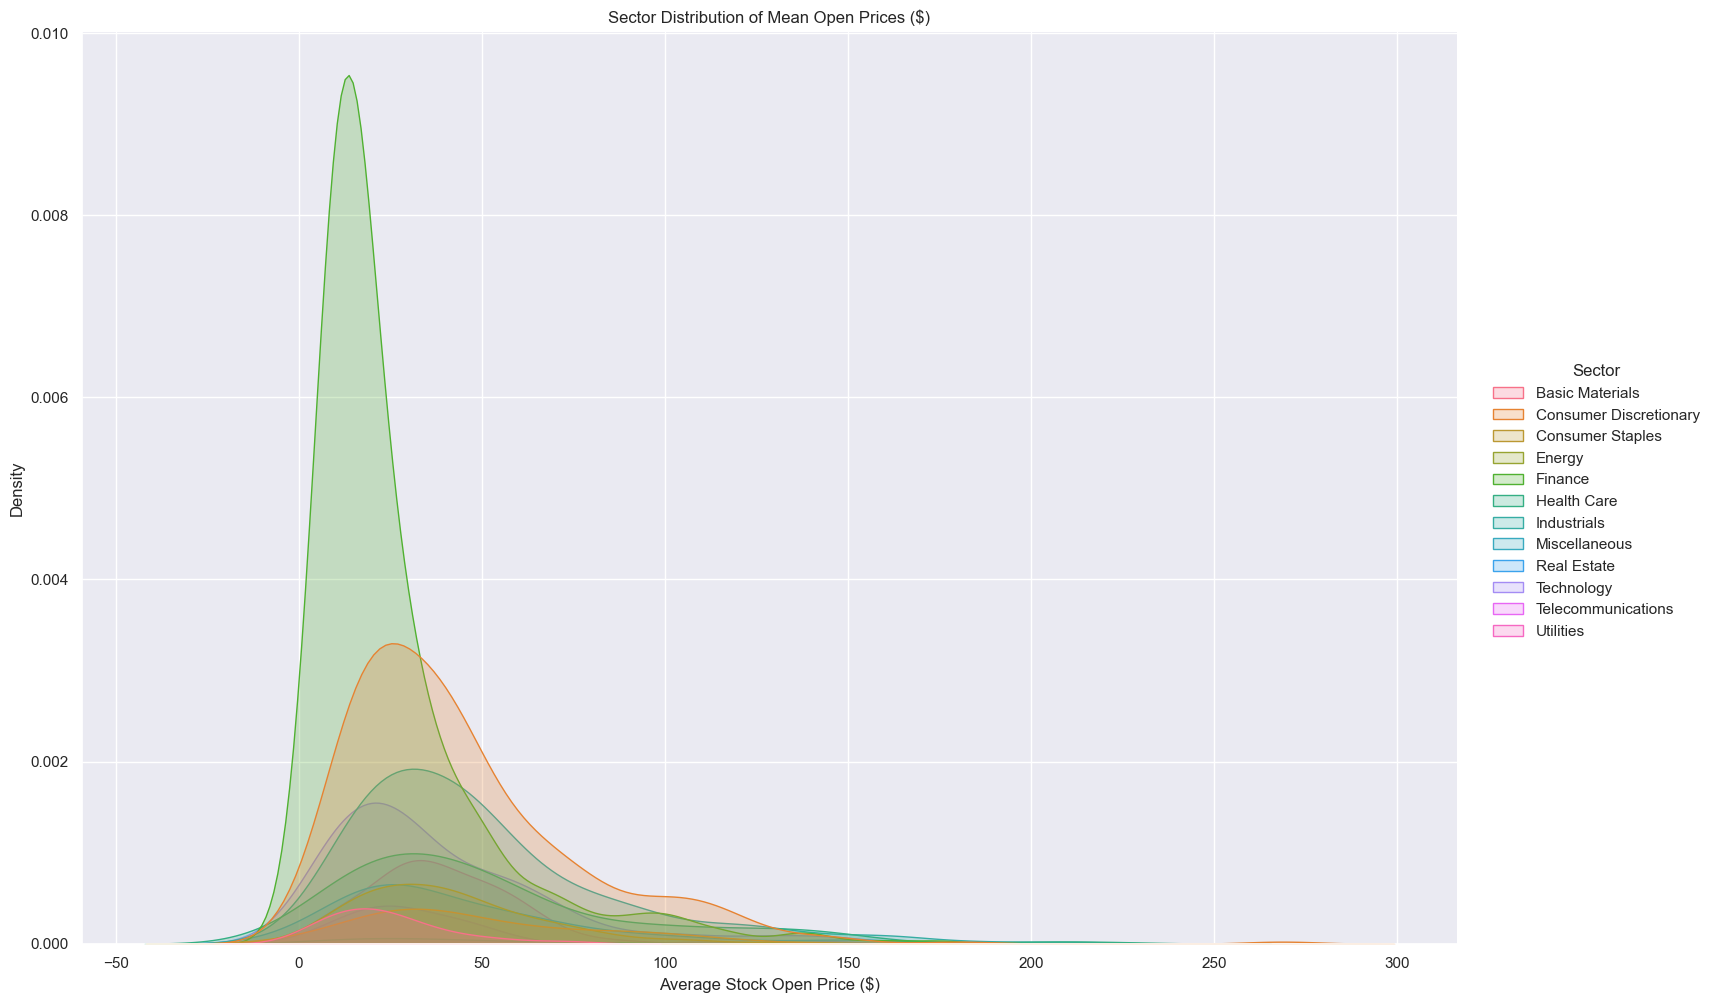 Sector Distribution of Mean Open Prices ($)
0.010
0.008
0.006
0.004
0.002
0.000
Density
−50 0 50 100 150 200 250 300
Average Stock Open Price ($)
Sector
Basic Materials
Consumer Discretionary
Consumer Staples
Energy
Finance
Health Care
Industrials
Miscellaneous
Real Estate
Technology
Telecommunications
Utilities